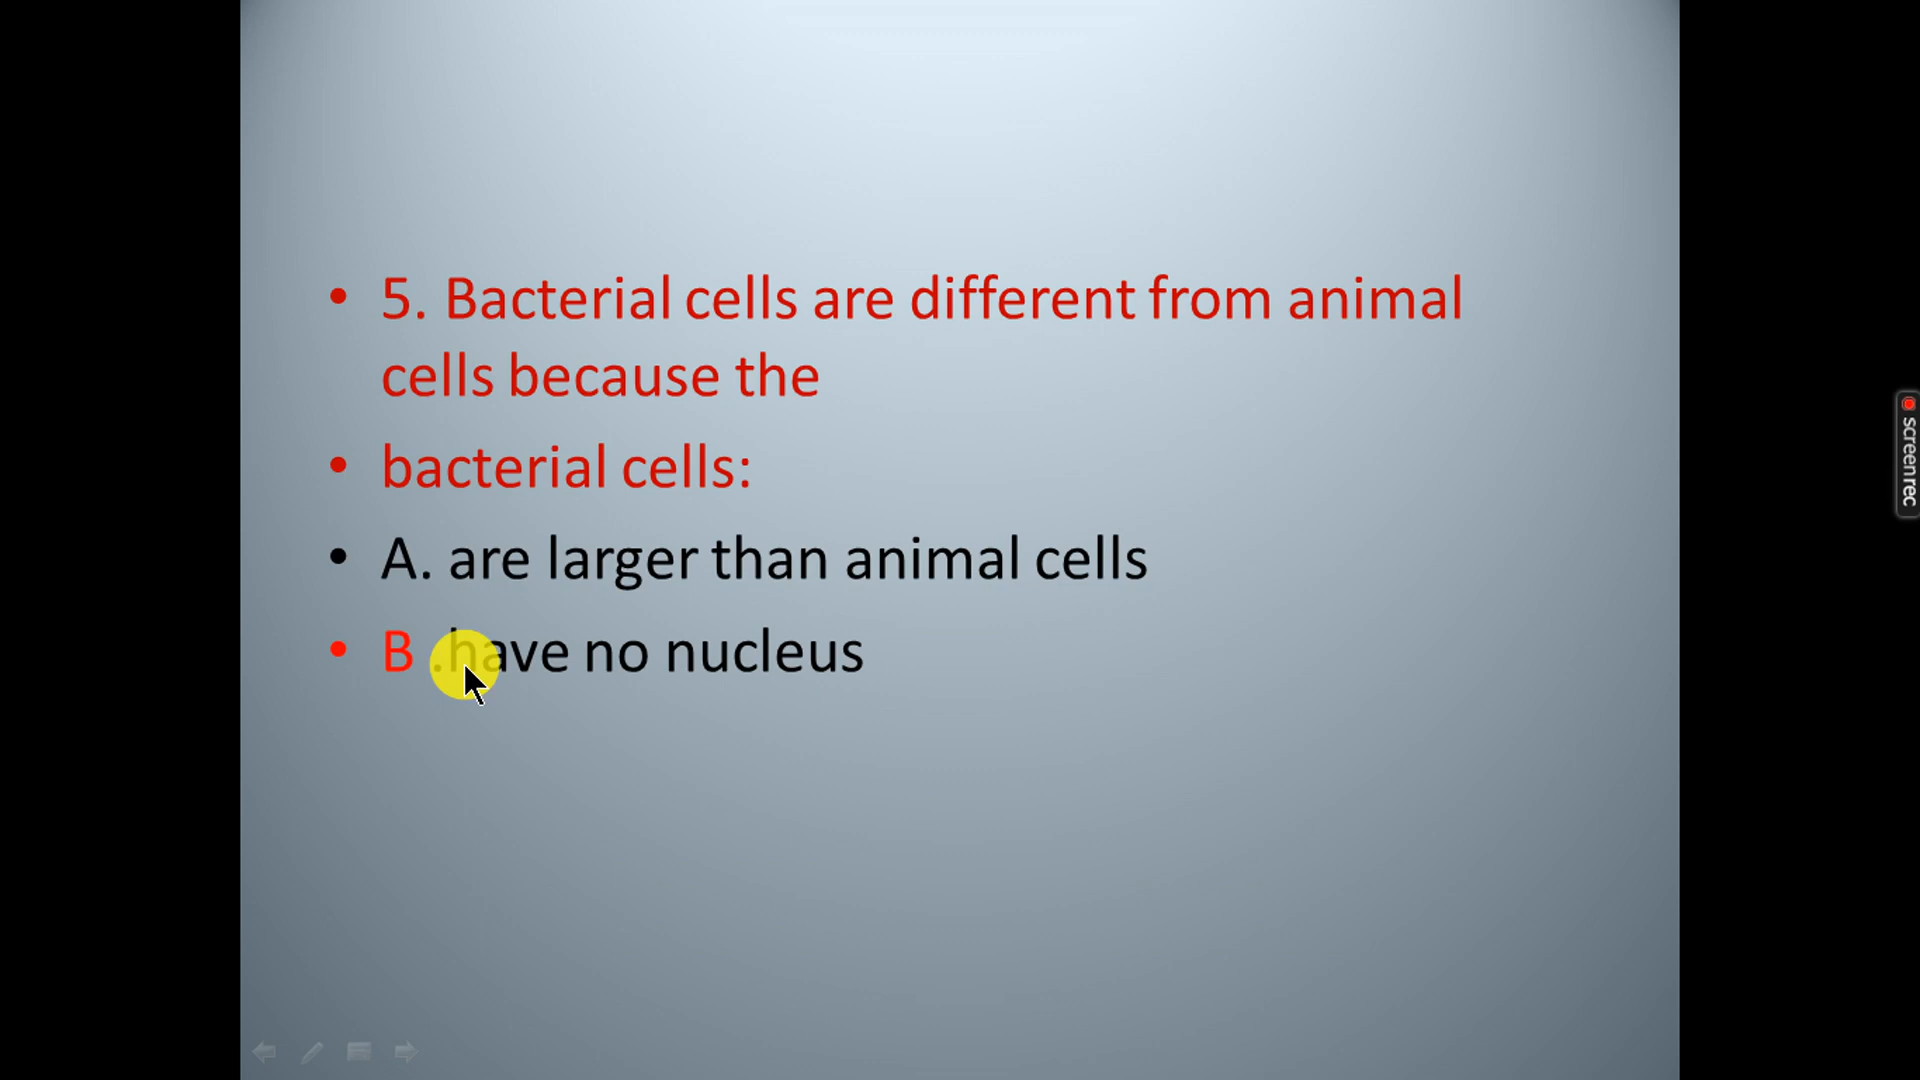 • 5. Bacterial cells are different from animal
cells because the
• bacterial cells:
• A. are larger than animal cells
• B .have no nucleus
screenrec